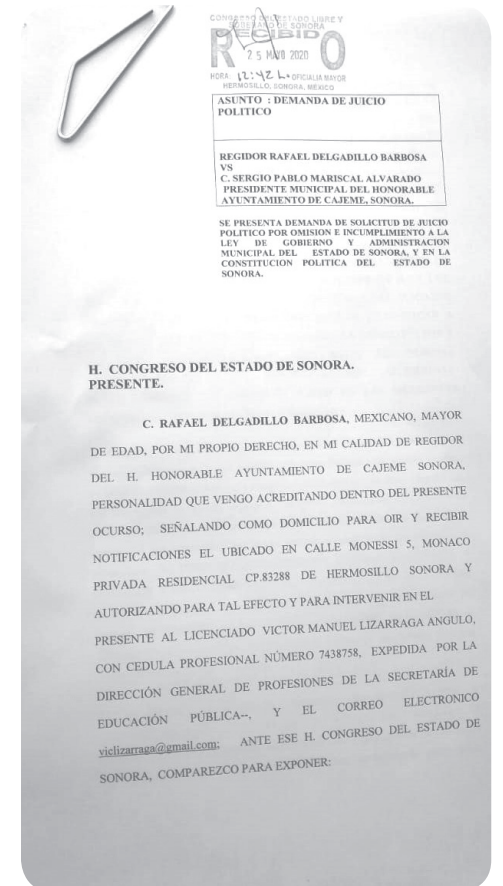 CONGRESO DEL ESTADO LIBRE Y
SOBERANO DE SONORA
RECIBIDO
25 MAYO 2020
HORA: 12:42 h. OFICIALIA MAYOR
HERMOSILLO, SONORA, MEXICO
ASUNTO : DEMANDA DE JUICIO
POLITICO
REGIDOR RAFAEL DELGADILLO BARBOSA
VS
C. SERGIO PABLO MARISCAL ALVARADO
PRESIDENTE MUNICIPAL DEL HONORABLE
AYUNTAMIENTO DE CAJEME, SONORA.
SE PRESENTA DEMANDA DE SOLICITUD DE JUICIO
POLITICO POR OMISION E INCUMPLIMIENTO A LA
LEY DE GOBIERNO Y ADMINISTRACION
MUNICIPAL DEL ESTADO DE SONORA, Y EN LA
CONSTITUCION POLITICA DEL ESTADO DE
SONORA.
H. CONGRESO DEL ESTADO DE SONORA.
PRESENTE.
C. RAFAEL DELGADILLO BARBOSA, MEXICANO, MAYOR
DE EDAD, POR MI PROPIO DERECHO, EN MI CALIDAD DE REGIDOR
DEL H. HONORABLE AYUNTAMIENTO DE CAJEME SONORA,
PERSONALIDAD QUE VENGO ACREDITANDO DENTRO DEL PRESENTE
OCURSO; SEÑALANDO COMO DOMICILIO PARA OIR Y RECIBIR
NOTIFICACIONES EL UBICADO EN CALLE MONESSI 5, MONACO
PRIVADA RESIDENCIAL CP.83288 DE HERMOSILLO SONORA Y
AUTORIZANDO PARA TAL EFECTO Y PARA INTERVENIR EN EL
PRESENTE AL LICENCIADO VICTOR MANUEL LIZARRAGA ANGULO,
CON CEDULA PROFESIONAL NÚMERO 7438758, EXPEDIDA POR LA
DIRECCIÓN GENERAL DE PROFESIONES DE LA SECRETARÍA DE
EDUCACIÓN PÚBLICA--, Y EL CORREO ELECTRONICO
viclizarraga@gmail.com; ANTE ESE H. CONGRESO DEL ESTADO DE
SONORA, COMPAREZCO PARA EXPONER: